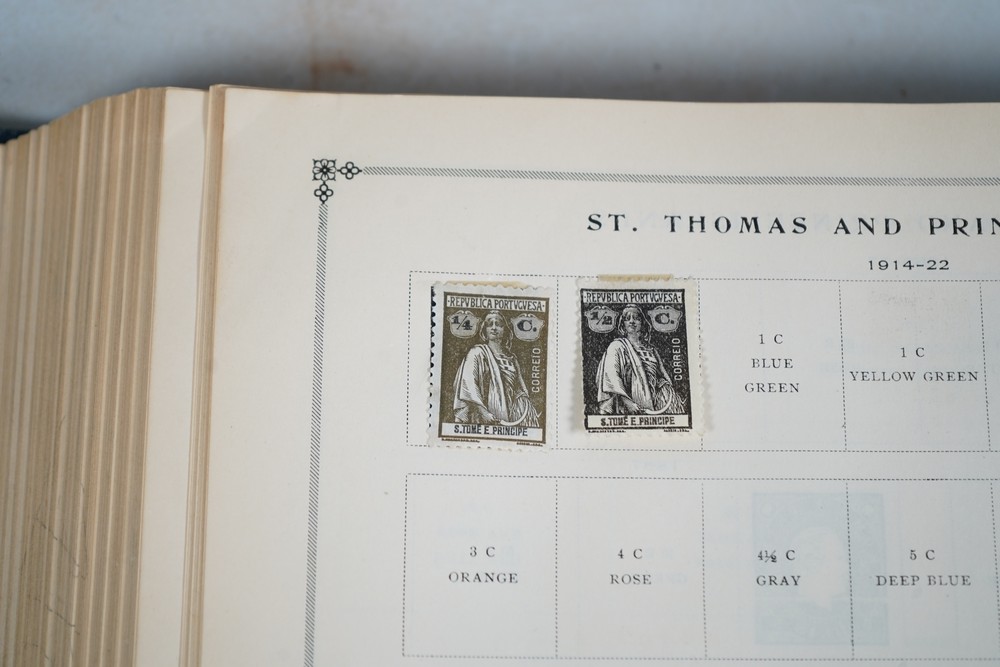 ST. THOMAS AND PRIN
1914-22
·REPVBLICA PORTVGVESA·
1/4 C.
CORREIO
S. TOMÉ E PRINCIPE
·REPVBLICA PORTVGVESA·
1/2 C.
CORREIO
S. TOMÉ E PRINCIPE
1 C
BLUE
GREEN
1 C
YELLOW GREEN
3 C
ORANGE
4 C
ROSE
4½ C
GRAY
5 C
DEEP BLUE